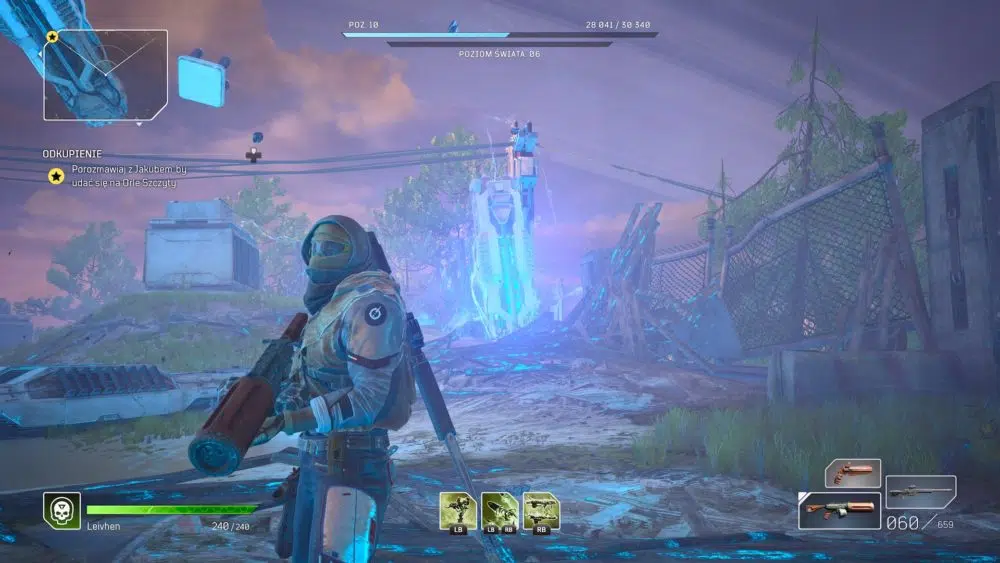 POZ. 10
28 041 / 30 340
POZIOM ŚWIATA: 06
ODKUPIENIE
Porozmawiaj z Jakubem, by
udać się na Orle Szczyty
Leivhen
240 / 240
LB
LB RB
RB
060 / 659